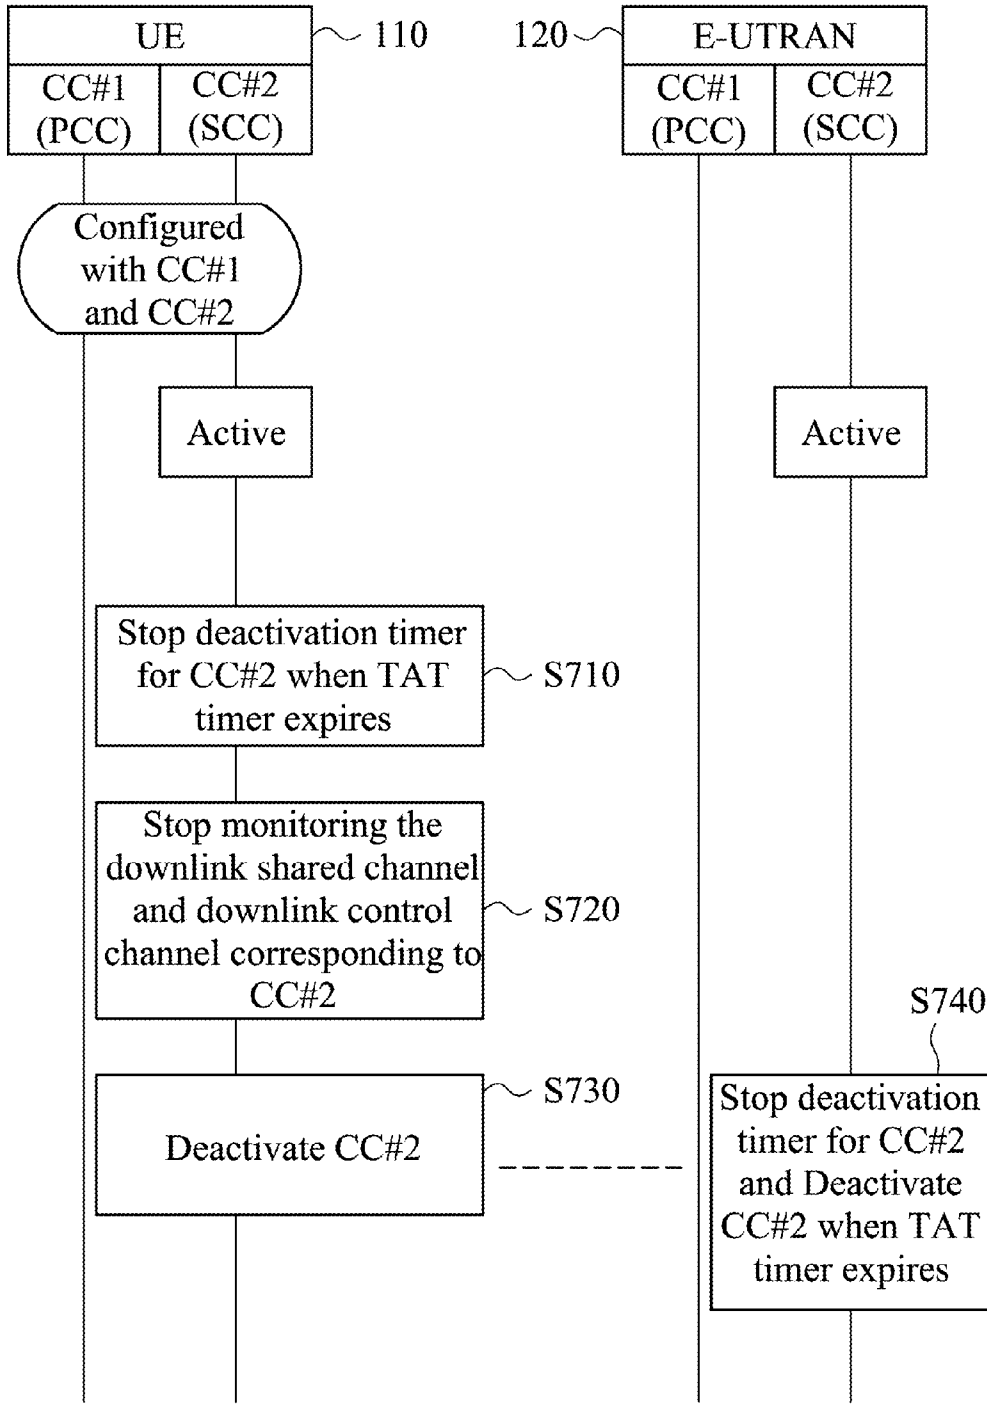 UE
110
120
E-UTRAN
CC#1
(PCC)
CC#2
(SCC)
CC#1
(PCC)
CC#2
(SCC)
Configured
with CC#1
and CC#2
Active
Active
Stop deactivation timer
for CC#2 when TAT
timer expires
S710
Stop monitoring the
downlink shared channel
and downlink control
channel corresponding to
CC#2
S720
Deactivate CC#2
S730
S740
Stop deactivation
timer for CC#2
and Deactivate
CC#2 when TAT
timer expires